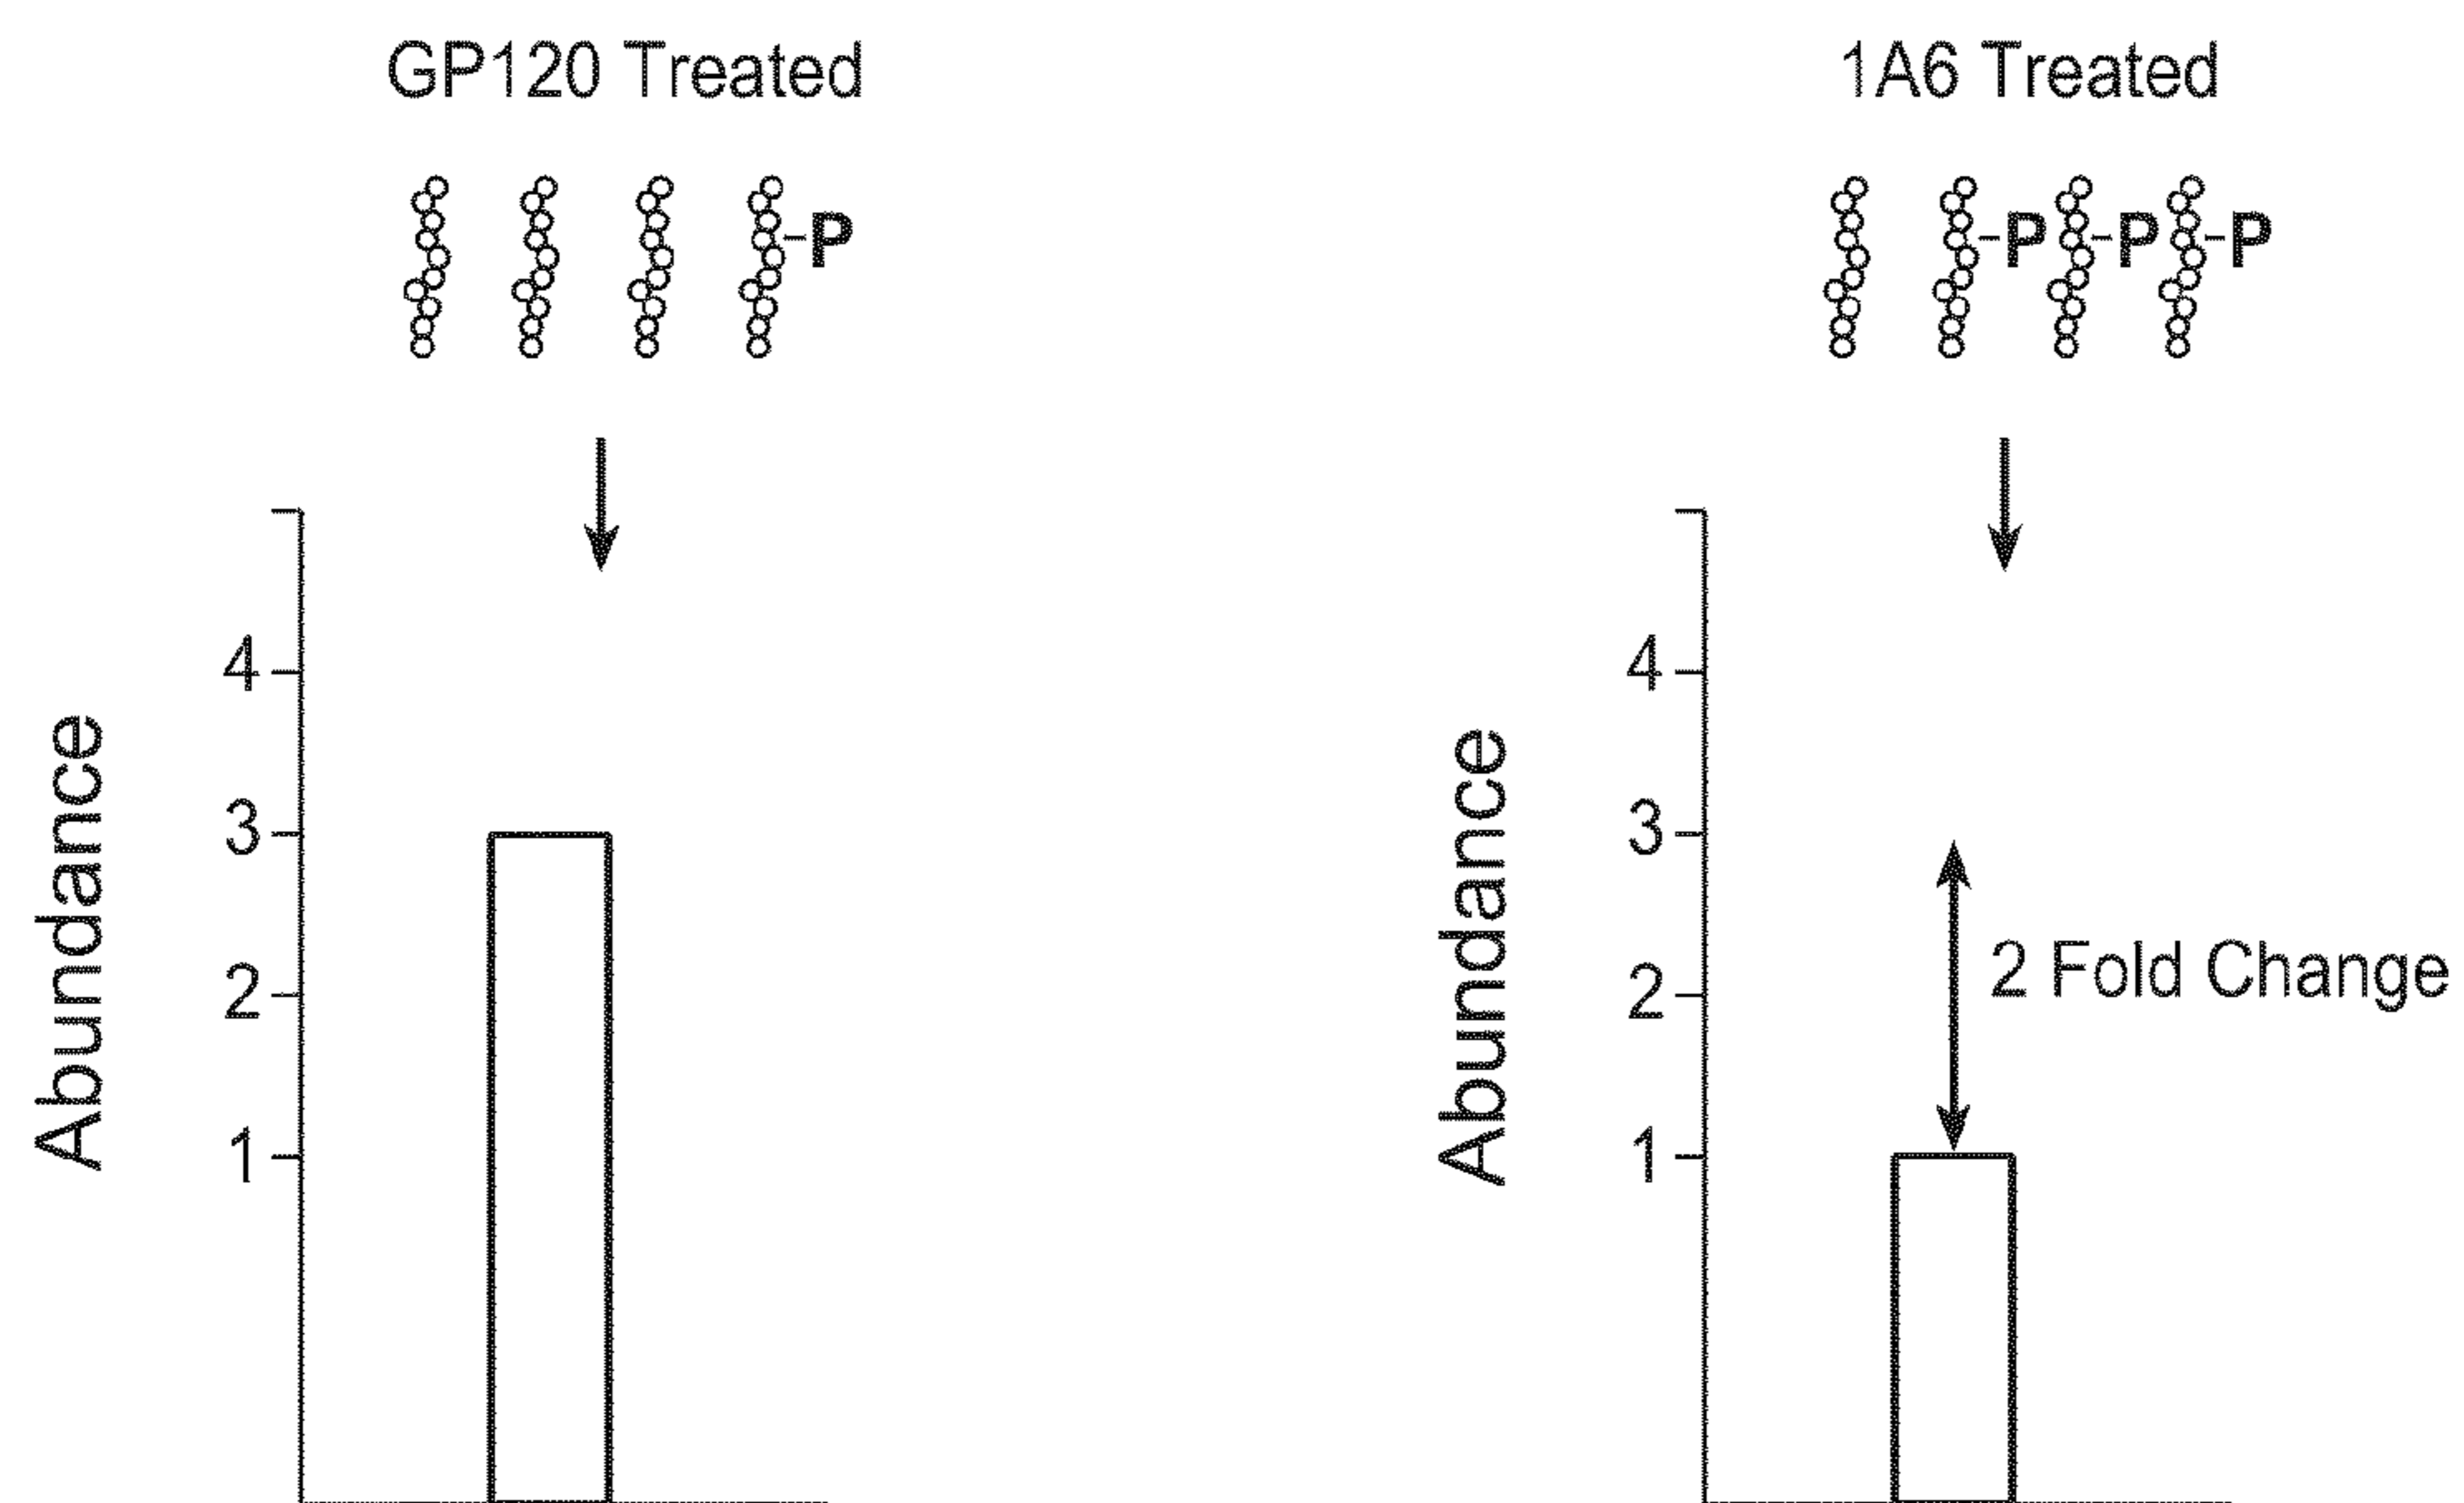 GP120 Treated
1A6 Treated
P
P P P
Abundance
4
3
2
1
Abundance
4
3
2
1
2 Fold Change